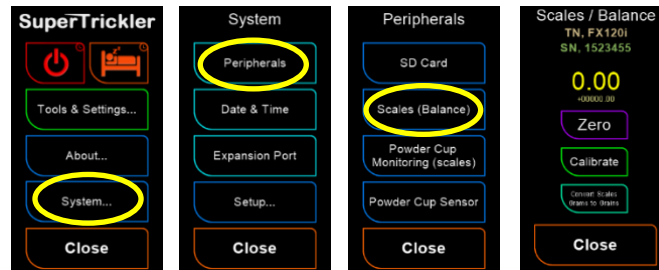 SuperTrickler
Tools & Settings...
About...
System...
Close
System
Peripherals
Date & Time
Expansion Port
Setup...
Close
Peripherals
SD Card
Scales (Balance)
Powder Cup
Monitoring (scales)
Powder Cup Sensor
Close
Scales / Balance
TN, FX120i
SN, 1523455
0.00
+00000.00
Zero
Calibrate
Convert Scales
Grams to Grains
Close